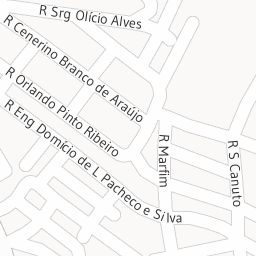 R Srg Olício Alves
R Cenerino Branco de Araújo
R Orlando Pinto Ribeiro
R Eng Domício de L Pacheco e Silva
R Marfim
R S Canuto